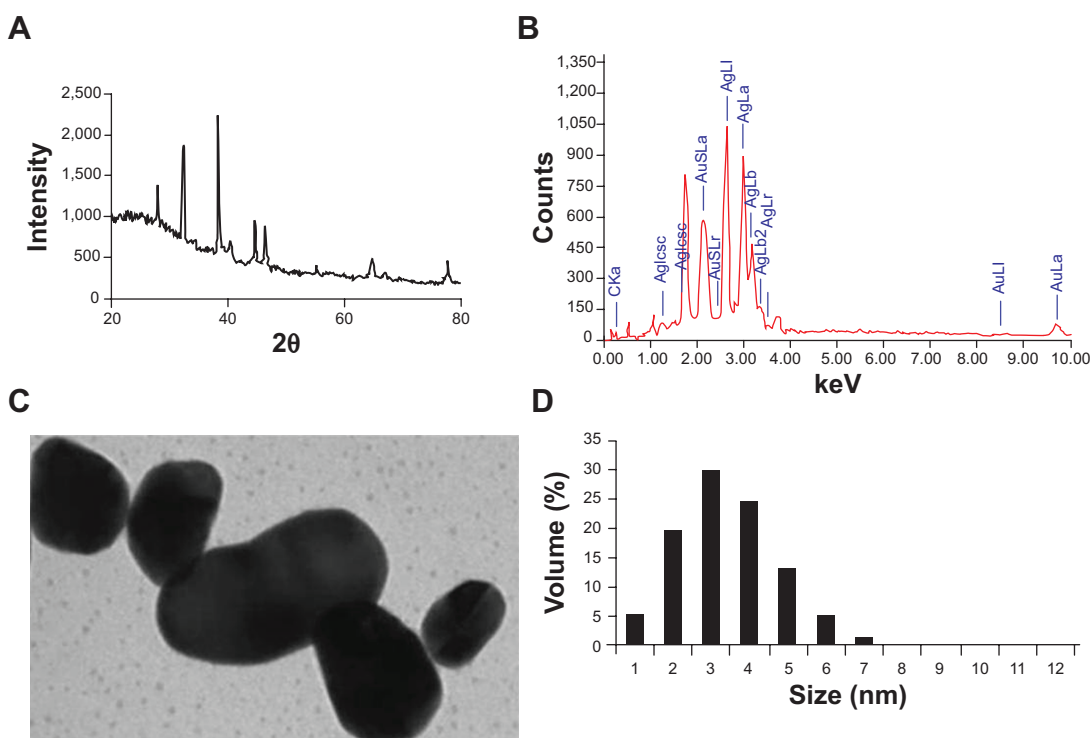 A
Intensity
2,500
2,000
1,500
1,000
500
0
20
40
60
80
2θ
B
Counts
1,350
1,200
1,050
900
750
600
450
300
150
0
CKa
AgIcsc
AgIcsc
AuSLa
AuSLr
AgLI
AgLa
AgLb
AgLb2
AgLr
AuLI
AuLa
0.00 1.00 2.00 3.00 4.00 5.00 6.00 7.00 8.00 9.00 10.00
keV
C
D
Volume (%)
35
30
25
20
15
10
5
0
1 2 3 4 5 6 7 8 9 10 11 12
Size (nm)